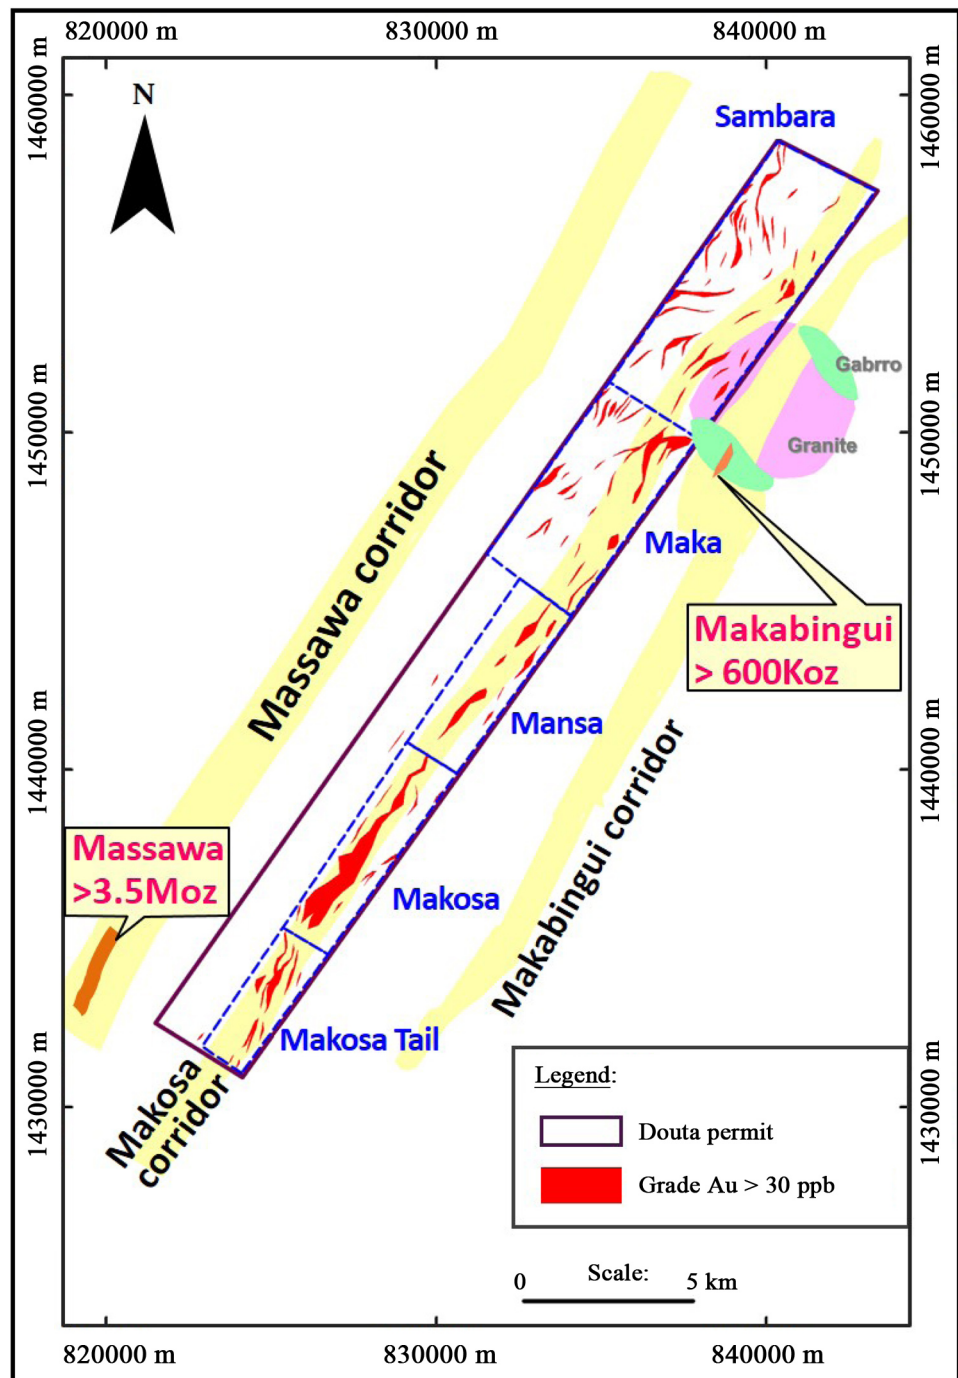 820000 m 830000 m 840000 m
1460000 m
1460000 m
N
Sambara
Gabrro
Granite
1450000 m
1450000 m
Massawa corridor
Maka
Makabingui
> 600Koz
Mansa
1440000 m
1440000 m
Makabingui corridor
Massawa
>3.5Moz
Makosa
Makosa Tail
Makosa
corridor
1430000 m
1430000 m
Legend:
Douta permit
Grade Au > 30 ppb
0 Scale: 5 km
820000 m 830000 m 840000 m